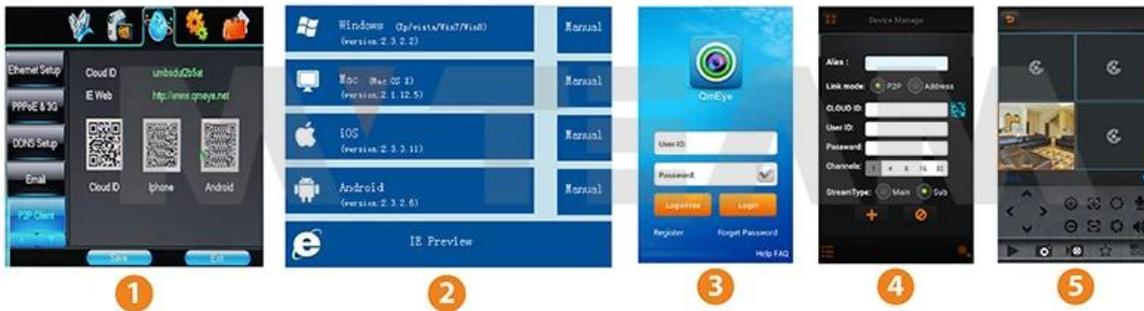 Ethernet Setup
PPPoE & 3G
DDNS Setup
Email
P2P Client
Cloud ID
umbsdut2b5at
IE Web
http://www.qmeye.net
Cloud ID
Iphone
Android
Save
Exit
1
Windows (Xp/vista/Win7/Win8)
(version:2.3.2.2)
Manual
Mac (Mac OS X)
(version:2.1.12.5)
Manual
iOS
(version:2.3.3.11)
Manual
Android
(version:2.3.2.6)
Manual
IE Preview
2
QmEye
User ID:
Password:
Login Free
Login
Register
Forget Password
Help FAQ
3
Device Manage
Alias :
Link mode: P2P Address
CLOUD ID:
User ID:
Password:
Channels: 1 4 8 16 32
StreamType: Main Sub
4
5